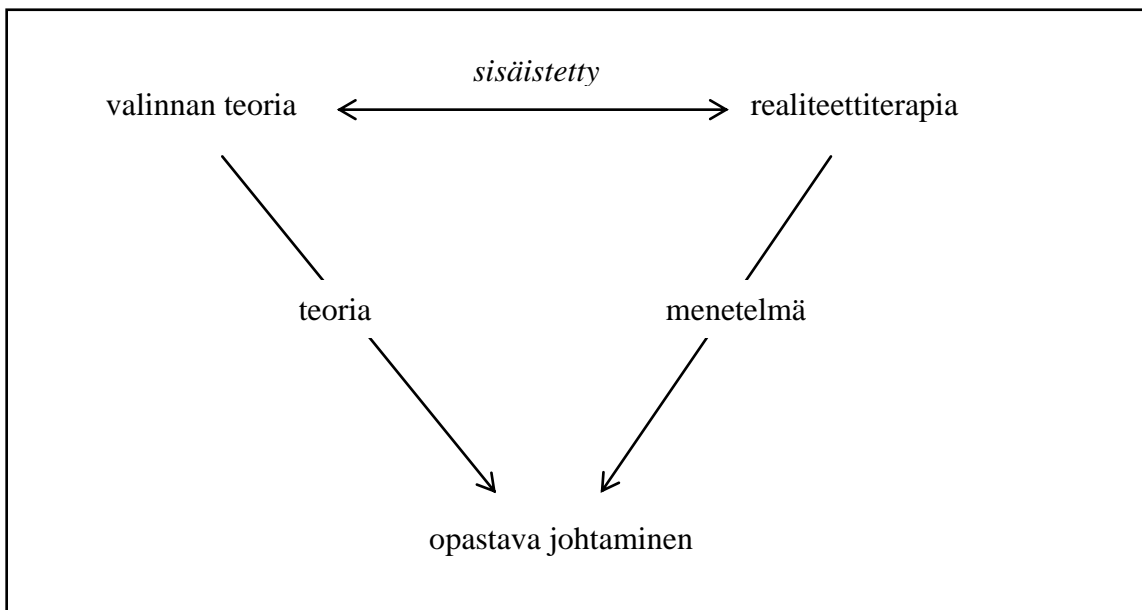 sisäistetty
valinnan teoria realiteettiterapia
teoria menetelmä
opastava johtaminen